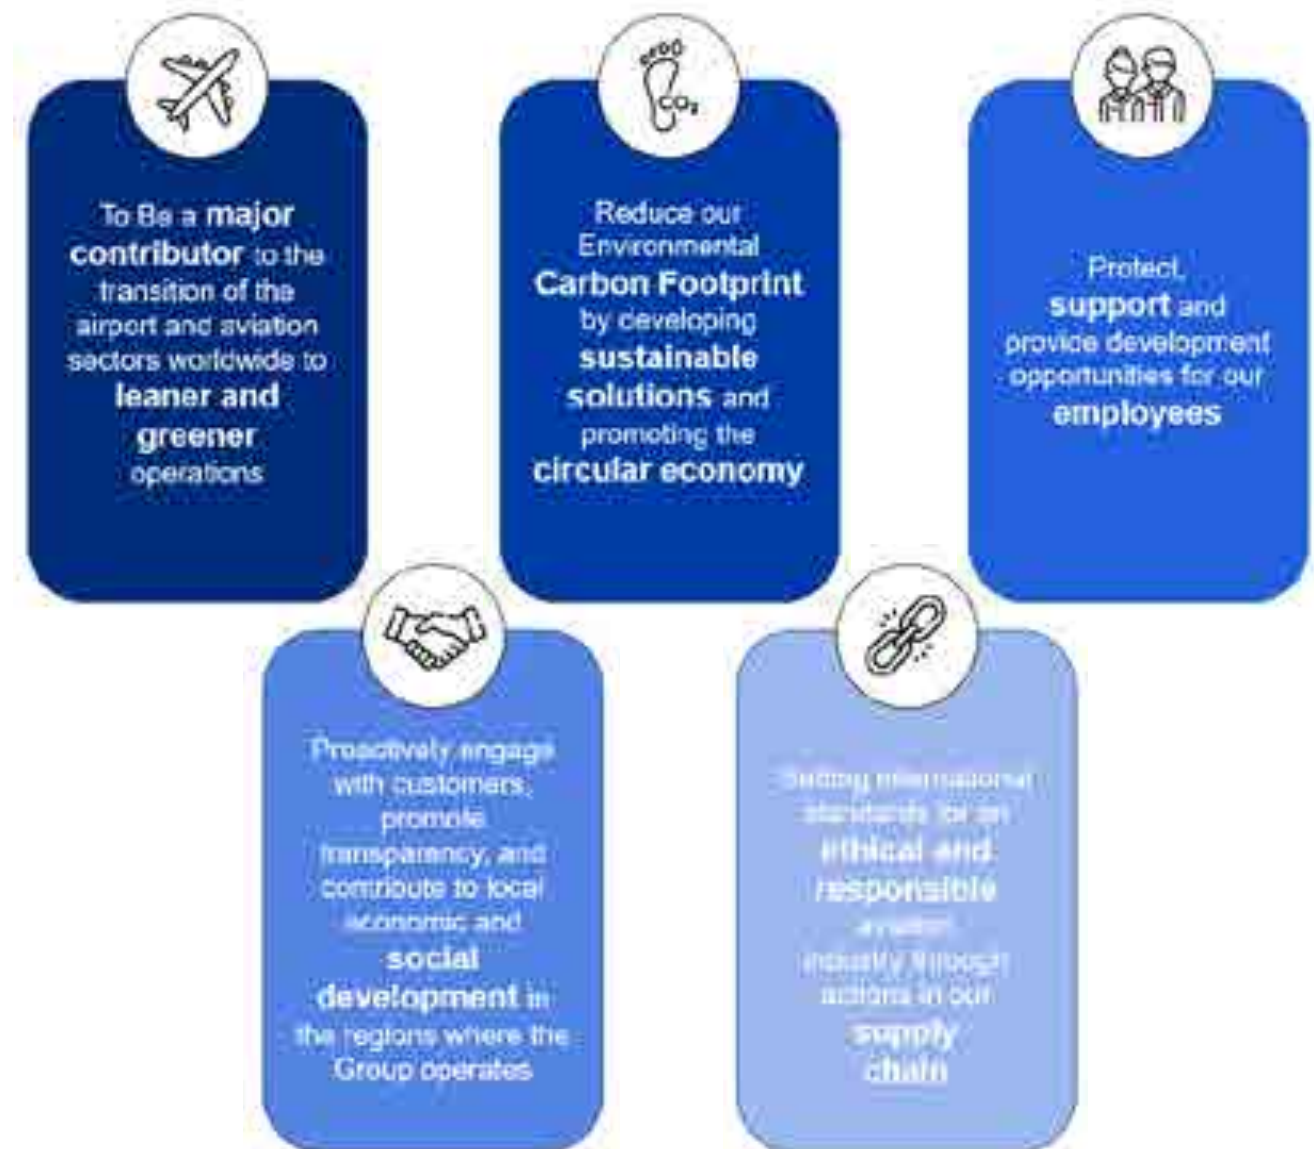 To Be a major
contributor to the
transition of the
airport and aviation
sectors worldwide to
leaner and
greener
operations
CO₂
Reduce our
Environmental
Carbon Footprint
by developing
sustainable
solutions and
promoting the
circular economy
Protect,
support and
provide development
opportunities for our
employees
Proactively engage
with customers,
promote
transparency, and
contribute to local
economic and
social
development in
the regions where the
Group operates
Setting international
standards for an
ethical and
responsible
aviation
industry through
actions in our
supply
chain